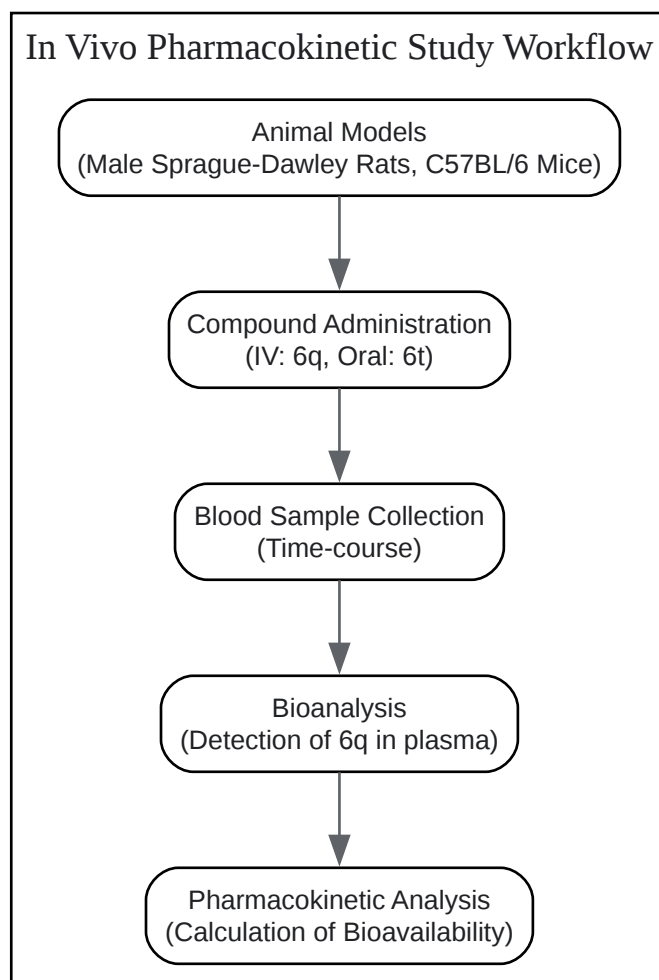 In Vivo Pharmacokinetic Study Workflow
Animal Models
(Male Sprague-Dawley Rats, C57BL/6 Mice)
Compound Administration
(IV: 6q, Oral: 6t)
Blood Sample Collection
(Time-course)
Bioanalysis
(Detection of 6q in plasma)
Pharmacokinetic Analysis
(Calculation of Bioavailability)